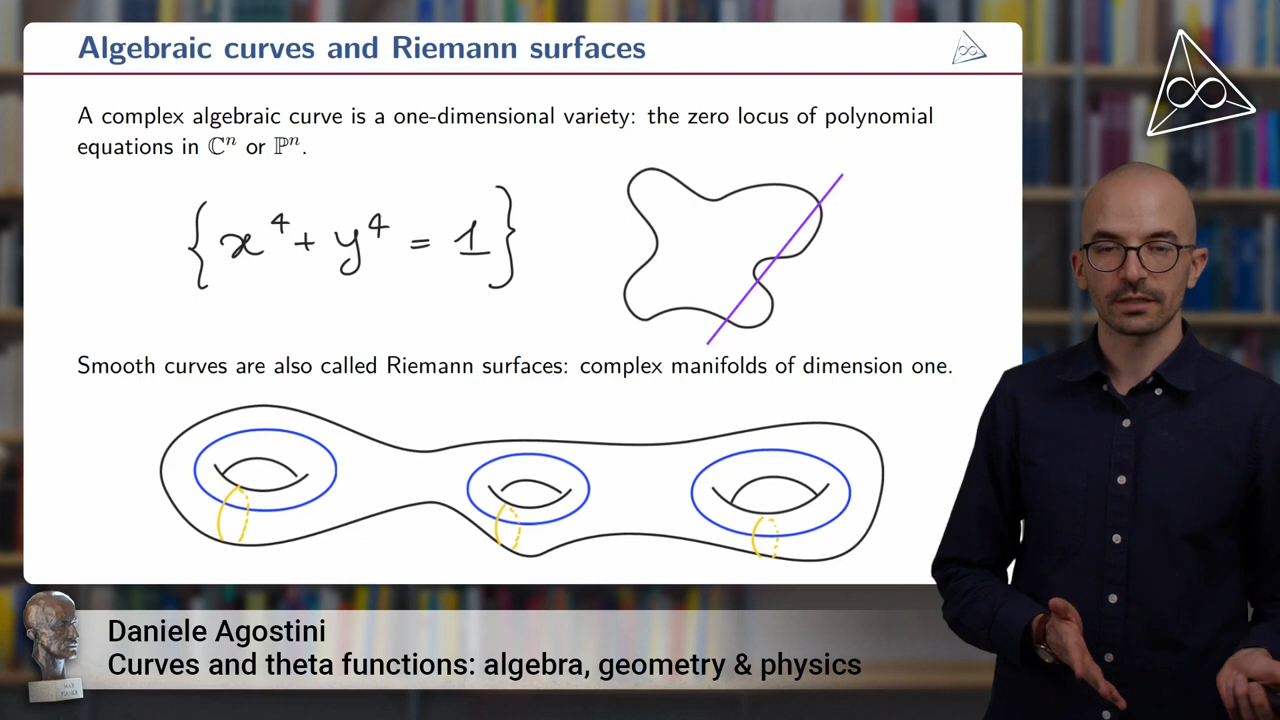 Algebraic curves and Riemann surfaces
A complex algebraic curve is a one-dimensional variety: the zero locus of polynomial
equations in ℂⁿ or ℙⁿ.
{x⁴ + y⁴ = 1}
Smooth curves are also called Riemann surfaces: complex manifolds of dimension one.
Daniele Agostini
Curves and theta functions: algebra, geometry & physics